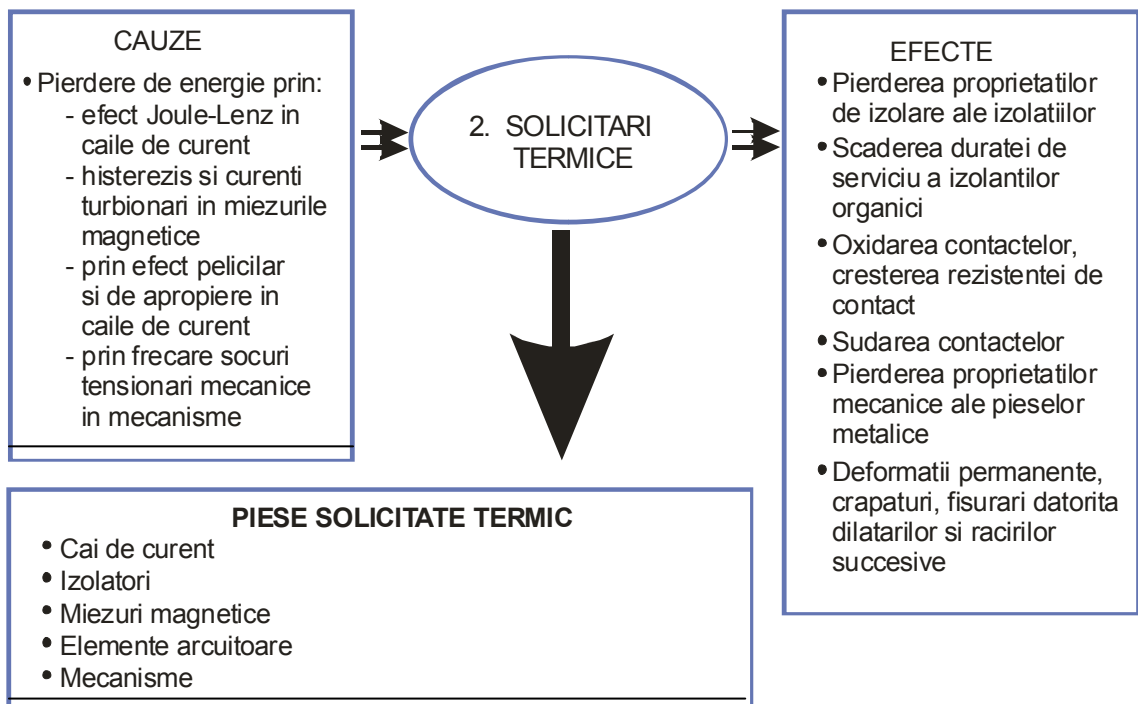 CAUZE
• Pierdere de energie prin:
- efect Joule-Lenz in
caile de curent
- histerezis si curenti
turbionari in miezurile
magnetice
- prin efect pelicilar
si de apropiere in
caile de curent
- prin frecare socuri
tensionari mecanice
in mecanisme
2. SOLICITARI
TERMICE
EFECTE
• Pierderea proprietatilor
de izolare ale izolatiilor
• Scaderea duratei de
serviciu a izolantilor
organici
• Oxidarea contactelor,
cresterea rezistentei de
contact
• Sudarea contactelor
• Pierderea proprietatilor
mecanice ale pieselor
metalice
• Deformatii permanente,
crapaturi, fisurari datorita
dilatarilor si racirilor
succesive
PIESE SOLICITATE TERMIC
• Cai de curent
• Izolatori
• Miezuri magnetice
• Elemente arcuitoare
• Mecanisme